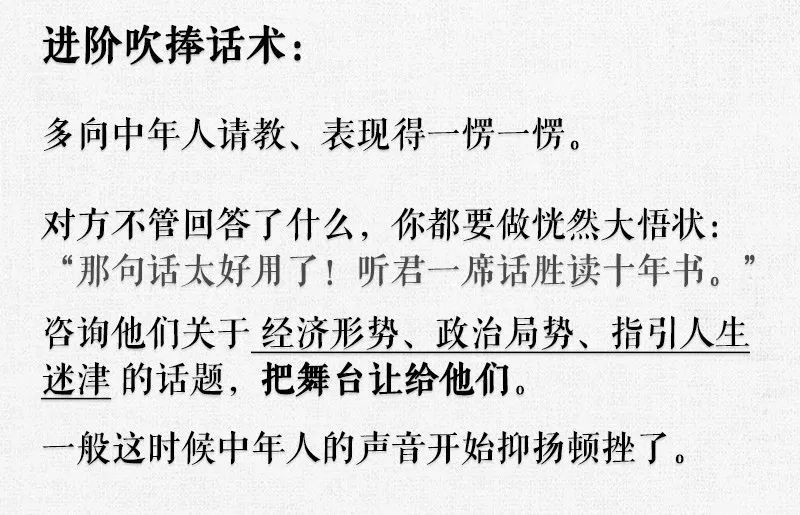 进阶吹捧话术：
多向中年人请教、表现得一愣一愣。
对方不管回答了什么，你都要做恍然大悟状：
“那句话太好用了！听君一席话胜读十年书。”
咨询他们关于 经济形势、政治局势、指引人生
迷津 的话题，把舞台让给他们。
一般这时候中年人的声音开始抑扬顿挫了。